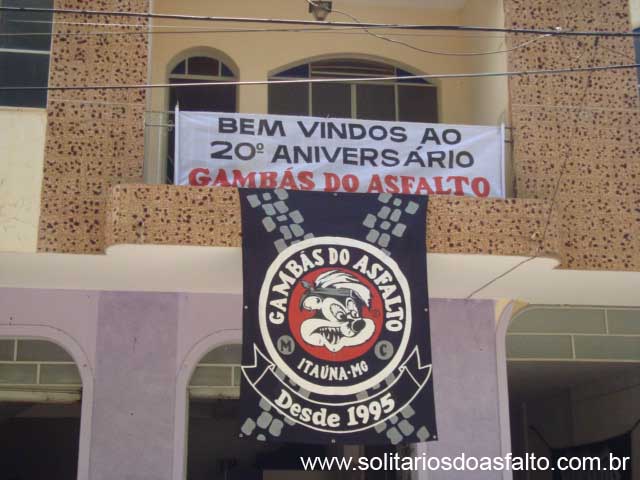 BEM VINDOS AO
20º ANIVERSÁRIO
GAMBÁS DO ASFALTO
GAMBÁS DO ASFALTO
M C
ITAÚNA-MG
Desde 1995
www.solitariosdoasfalto.com.br